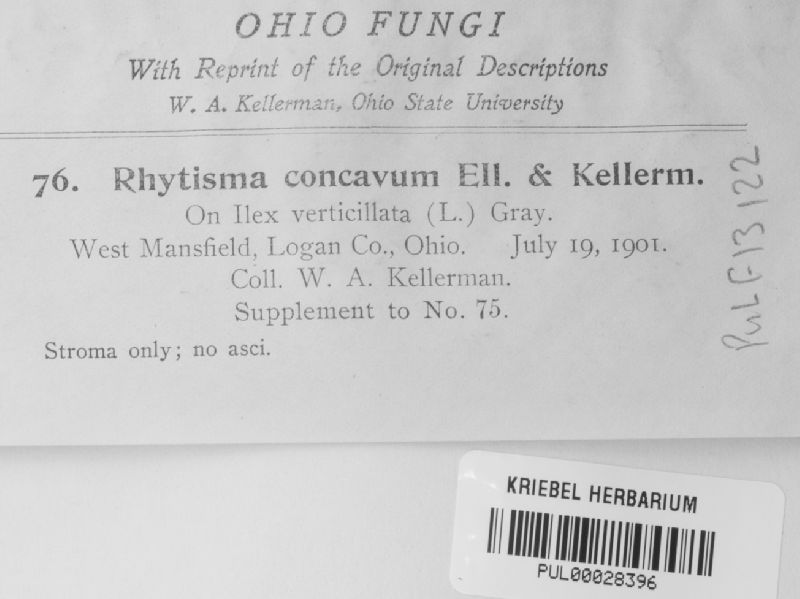 OHIO FUNGI
With Reprint of the Original Descriptions
W. A. Kellerman, Ohio State University
76. Rhytisma concavum Ell. & Kellerm.
On Ilex verticillata (L.) Gray.
West Mansfield, Logan Co., Ohio. July 19, 1901.
Coll. W. A. Kellerman.
Supplement to No. 75.
Stroma only; no asci.
PuL F13122
KRIEBEL HERBARIUM
PUL00028396